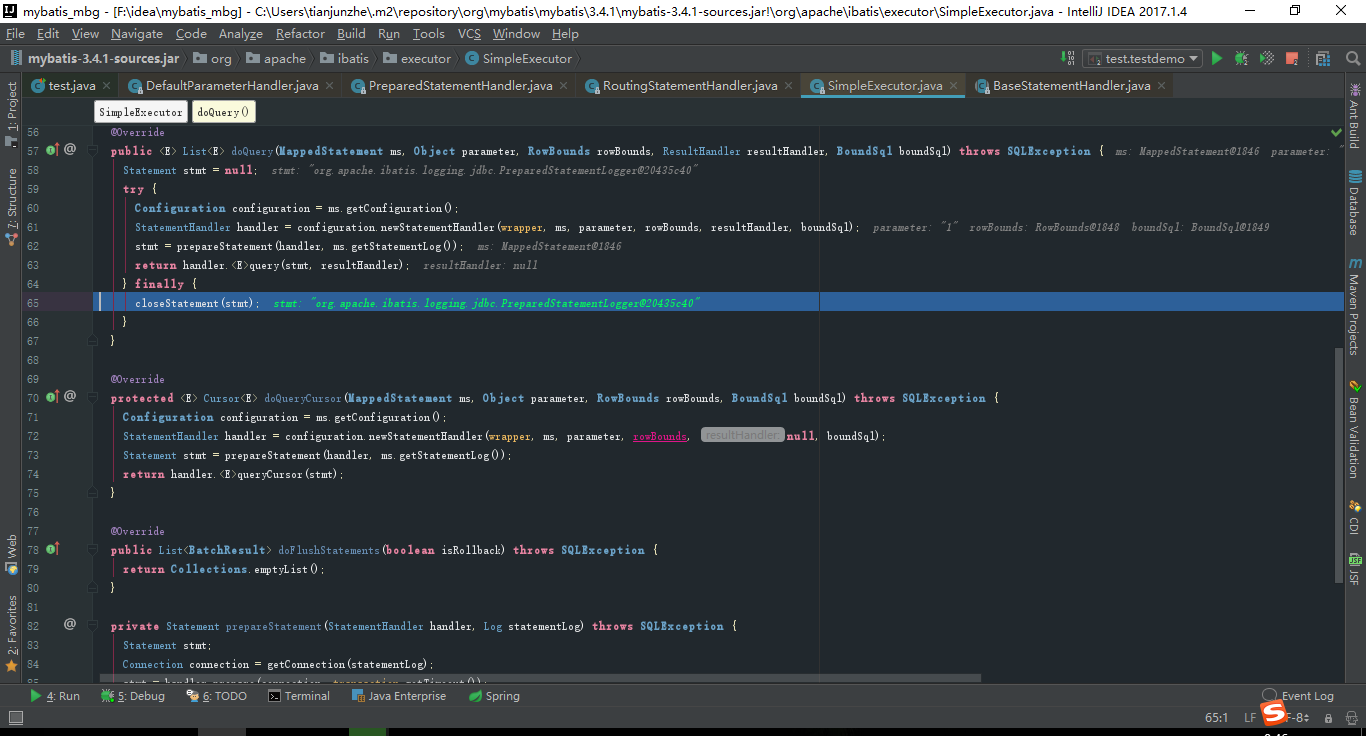 mybatis_mbg - [F:\idea\mybatis_mbg] - C:\Users\tianjunzhe\.m2\repository\org\mybatis\mybatis\3.4.1\mybatis-3.4.1-sources.jar!\org\apache\ibatis\executor\SimpleExecutor.java - IntelliJ IDEA 2017.1.4
File Edit View Navigate Code Analyze Refactor Build Run Tools VCS Window Help
mybatis-3.4.1-sources.jar org apache ibatis executor SimpleExecutor test.testdemo
test.java DefaultParameterHandler.java PreparedStatementHandler.java RoutingStatementHandler.java SimpleExecutor.java BaseStatementHandler.java
SimpleExecutor doQuery()
56 @Override
57 @ public <E> List<E> doQuery(MappedStatement ms, Object parameter, RowBounds rowBounds, ResultHandler resultHandler, BoundSql boundSql) throws SQLException { ms: MappedStatement@1846 parameter: "
58 Statement stmt = null; stmt: "org.apache.ibatis.logging.jdbc.PreparedStatementLogger@20435c40"
59 try {
60 Configuration configuration = ms.getConfiguration();
61 StatementHandler handler = configuration.newStatementHandler(wrapper, ms, parameter, rowBounds, resultHandler, boundSql); parameter: "1" rowBounds: RowBounds@1848 boundSql: BoundSql@1849
62 stmt = prepareStatement(handler, ms.getStatementLog()); ms: MappedStatement@1846
63 return handler.<E>query(stmt, resultHandler); resultHandler: null
64 } finally {
65 closeStatement(stmt); stmt: "org.apache.ibatis.logging.jdbc.PreparedStatementLogger@20435c40"
66 }
67 }
68
69 @Override
70 @ protected <E> Cursor<E> doQueryCursor(MappedStatement ms, Object parameter, RowBounds rowBounds, BoundSql boundSql) throws SQLException {
71 Configuration configuration = ms.getConfiguration();
72 StatementHandler handler = configuration.newStatementHandler(wrapper, ms, parameter, rowBounds, resultHandler: null, boundSql);
73 Statement stmt = prepareStatement(handler, ms.getStatementLog());
74 return handler.<E>queryCursor(stmt);
75 }
76
77 @Override
78 public List<BatchResult> doFlushStatements(boolean isRollback) throws SQLException {
79 return Collections.emptyList();
80 }
81
82 @ private Statement prepareStatement(StatementHandler handler, Log statementLog) throws SQLException {
83 Statement stmt;
84 Connection connection = getConnection(statementLog);
1: Project
7: Structure
Web
2: Favorites
Ant Build
Database
Maven Projects
Bean Validation
CDI
JSF
4: Run 5: Debug 6: TODO Terminal Java Enterprise Spring Event Log
65:1 LF F-8